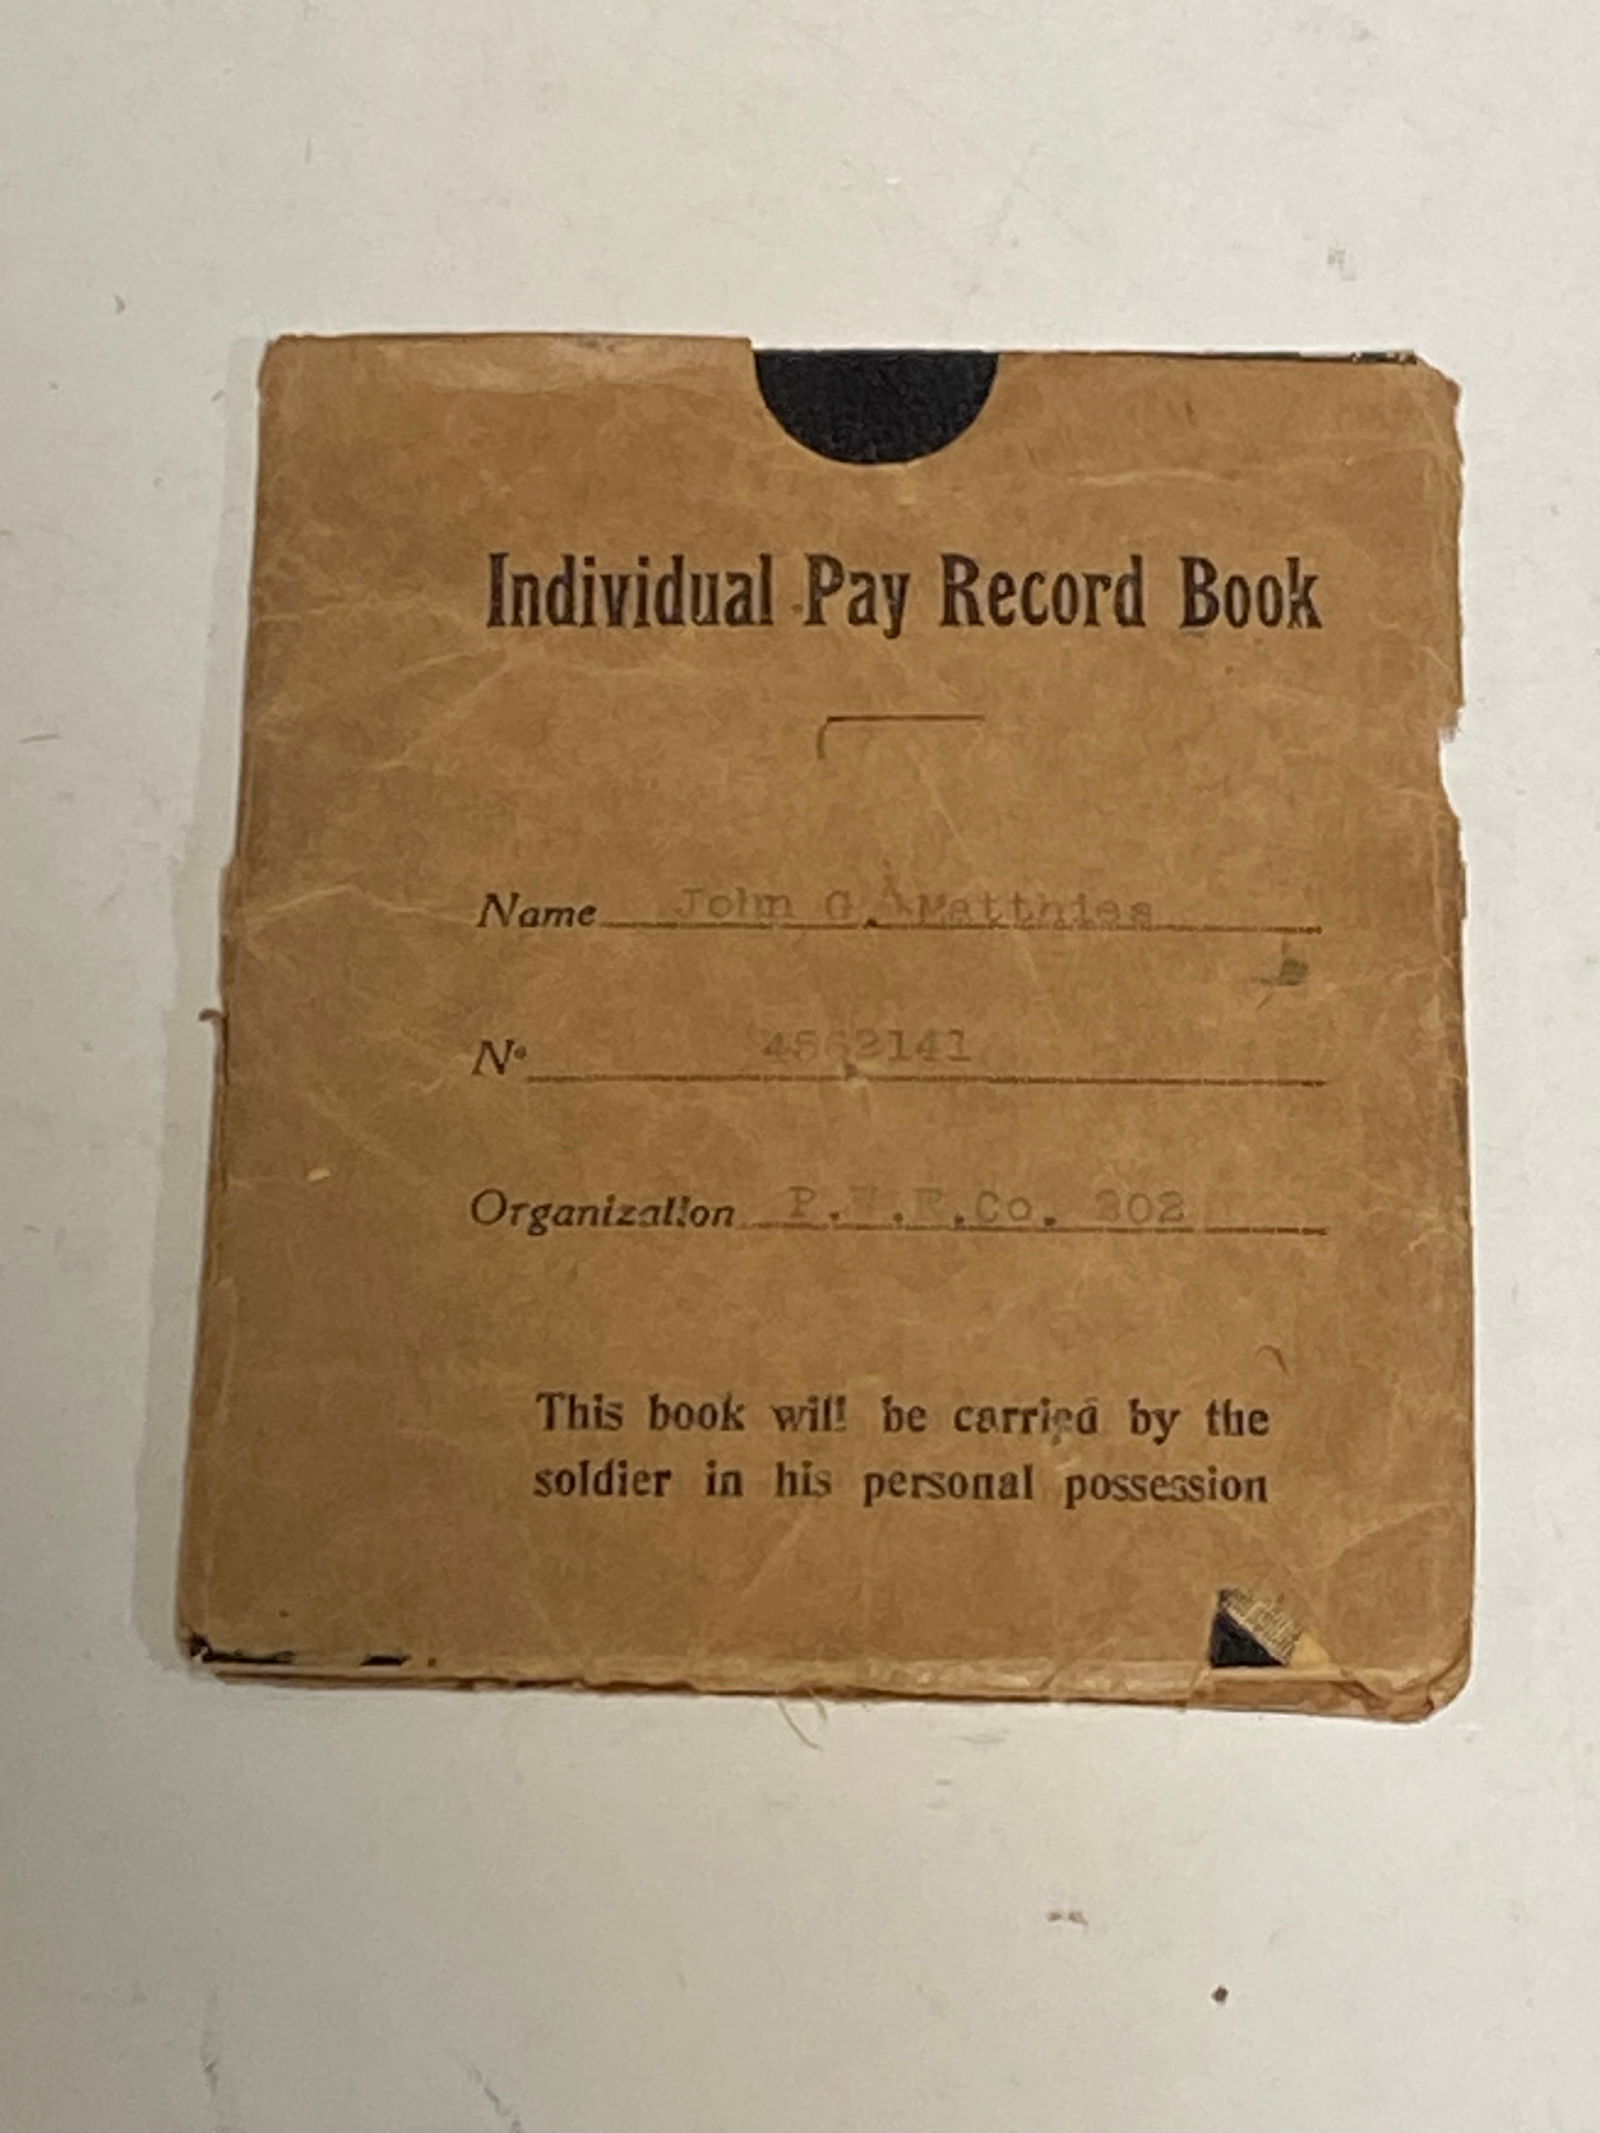 Individual Pay Record Book
Name John G. Matthies
No 4562141
Organization P.W.E.Co. 202
This book will be carried by the
soldier in his personal possession